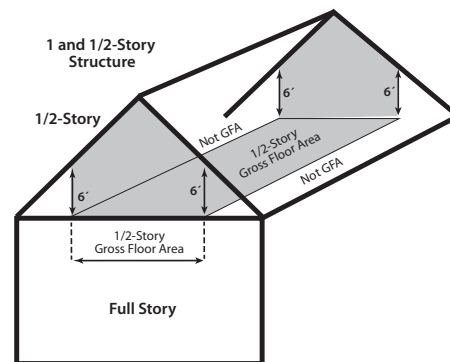 1 and 1/2-Story
Structure
1/2-Story
6´
6´
Not GFA
1/2-Story
Gross Floor Area
Not GFA
6´
6´
1/2-Story
Gross Floor Area
Full Story